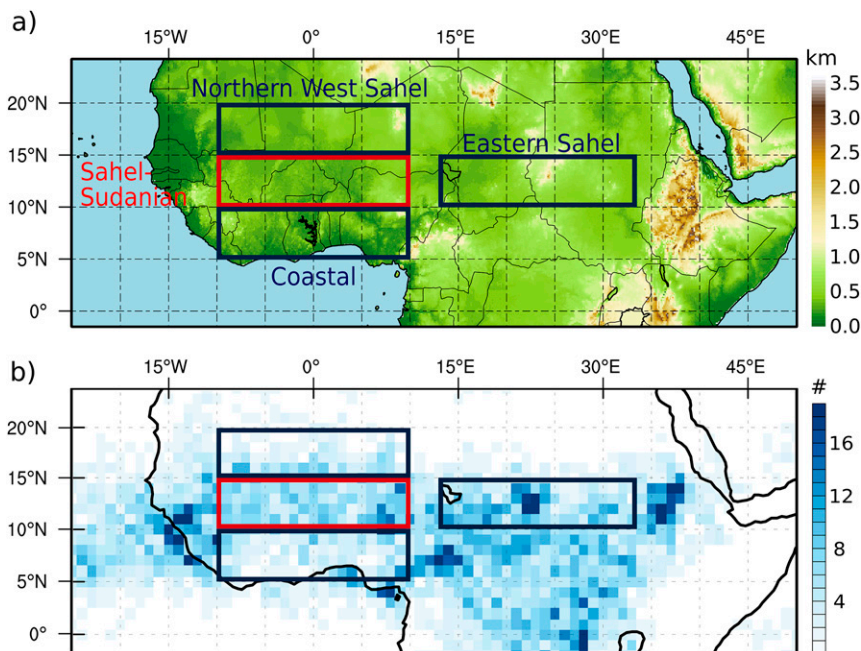 a)
15°W 0° 15°E 30°E 45°E
km
20°N
15°N
10°N
5°N
0°
Northern West Sahel
Eastern Sahel
Sahel-
Sudanian
Coastal
3.5
3.0
2.5
2.0
1.5
1.0
0.5
0.0
b)
15°W 0° 15°E 30°E 45°E
#
20°N
15°N
10°N
5°N
0°
16
12
8
4